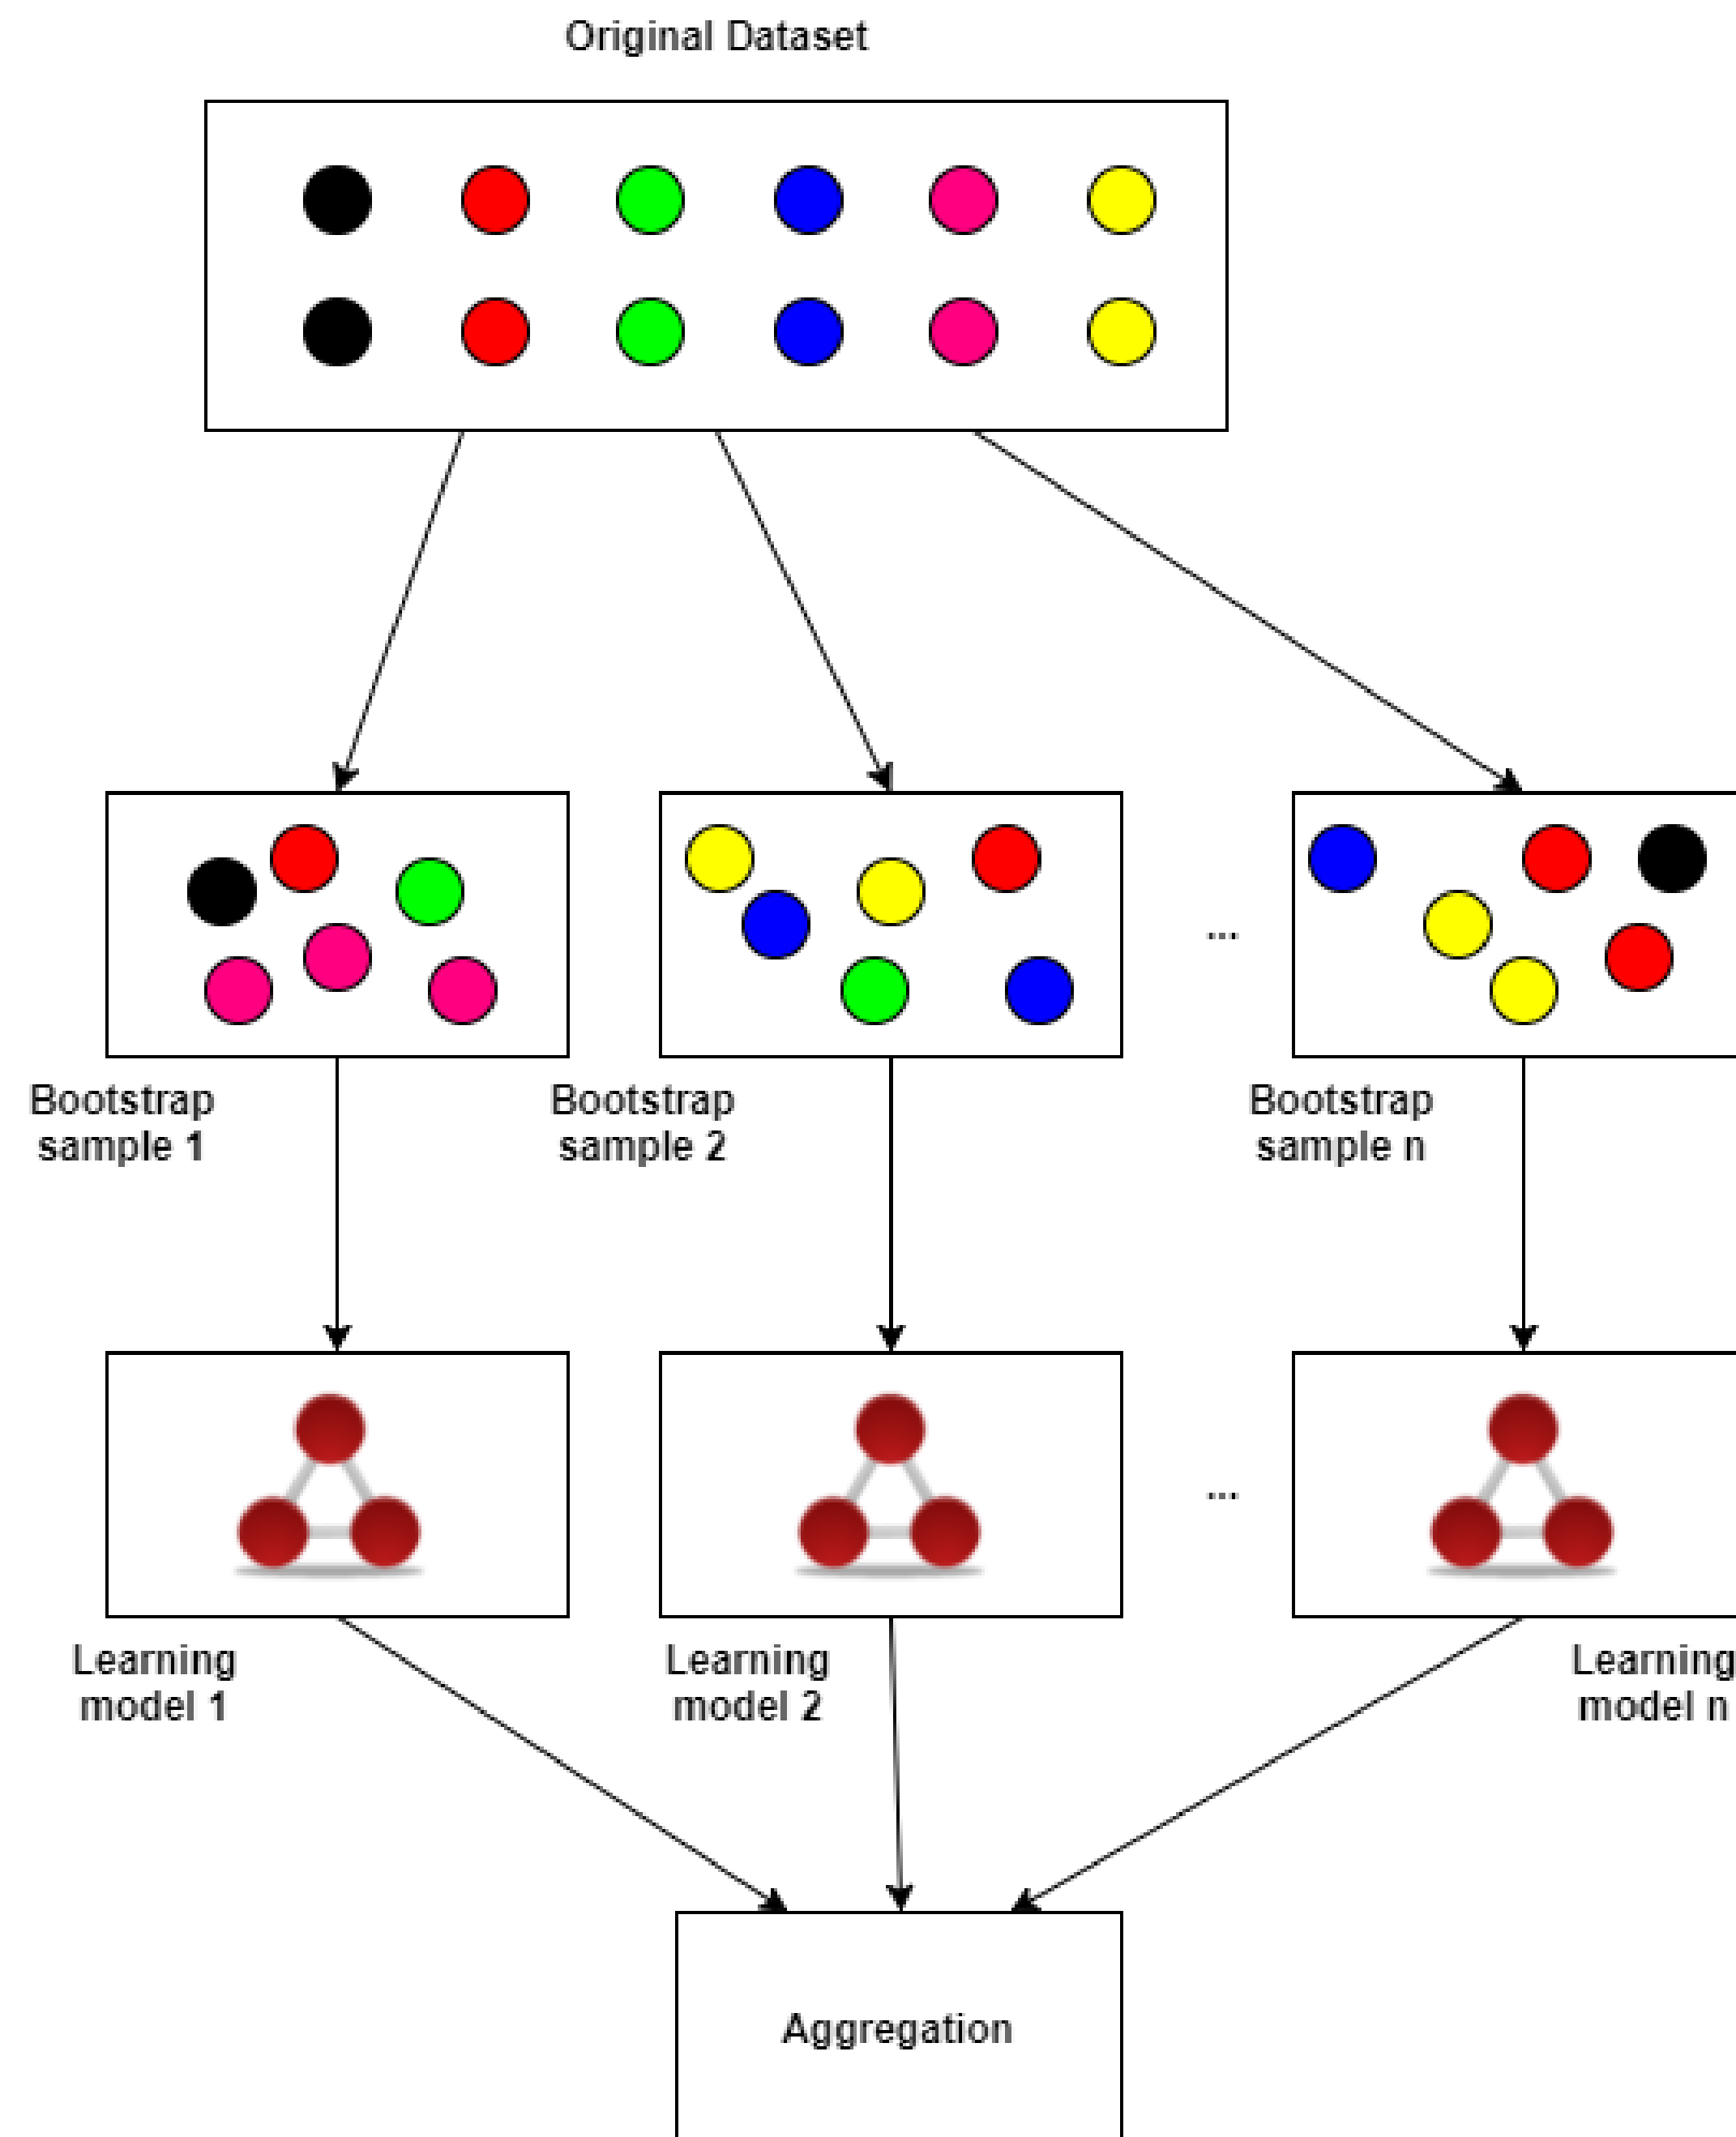 Original Dataset
...
Bootstrap
sample 1
Bootstrap
sample 2
Bootstrap
sample n
...
Learning
model 1
Learning
model 2
Learning
model n
Aggregation